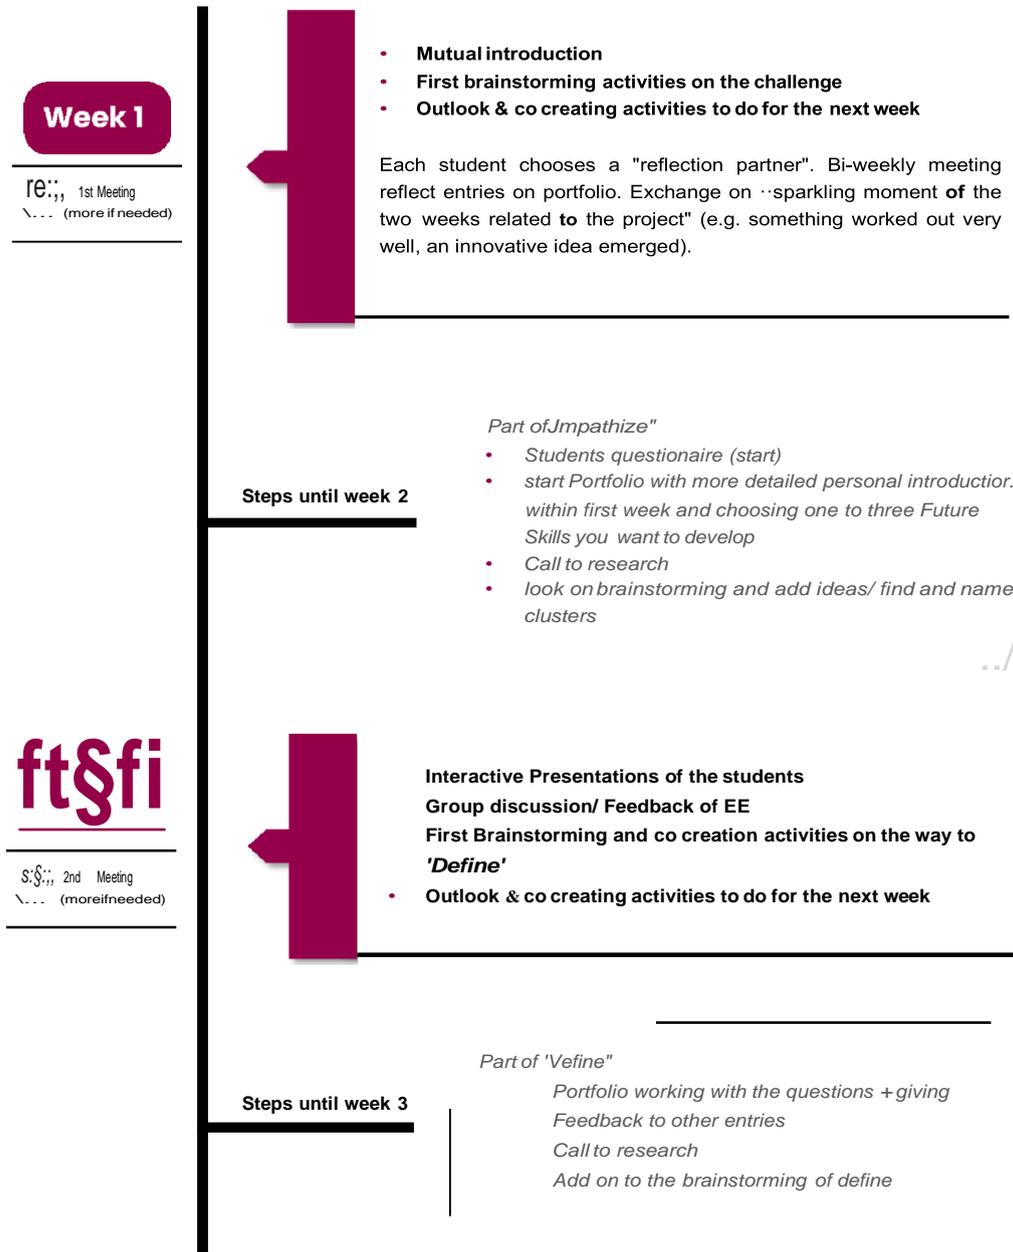 Mutual introduction
First brainstorming activities on the challenge
Outlook & co creating activities to do for the next week
Week 1
Each student chooses a "reflection partner". Bi-weekly meeting
reflect entries on portfolio. Exchange on ··sparkling moment of the
two weeks related to the project" (e.g. something worked out very
well, an innovative idea emerged).
re:;, 1st Meeting
\--- (more if needed)
Part ofJmpathize"
Students questionaire (start)
start Portfolio with more detailed personal introductior.
within first week and choosing one to three Future
Skills you want to develop
Call to research
look on brainstorming and add ideas/ find and name
clusters
Steps until week 2
../
ft§fi
Interactive Presentations of the students
Group discussion/ Feedback of EE
First Brainstorming and co creation activities on the way to
'Define'
Outlook & co creating activities to do for the next week
s:§:;, 2nd Meeting
\--- (moreifneeded)
Part of 'Vefine"
Portfolio working with the questions + giving
Feedback to other entries
Call to research
Add on to the brainstorming of define
Steps until week 3